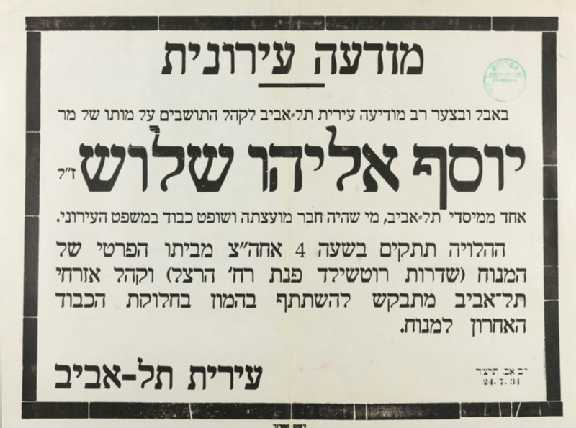 מודעה עירונית
באבל ובצער רב מודיעה עירית תל-אביב לקהל התושבים על מותו של מר
יוסף אליהו שלוש ז"ל
אחד ממיסדי תל-אביב, מי שהיה חבר מועצתה ושופט כבוד במשפט העירוני.
ההלויה תתקים בשעה 4 אחה"צ מביתו הפרטי של
המנוח (שדרות רוטשילד פנת רח' הרצל) וקהל אזרחי
תל-אביב מתבקש להשתתף בהמון בחלוקת הכבוד
האחרון למנוח.
עירית תל-אביב
24. 7. 34